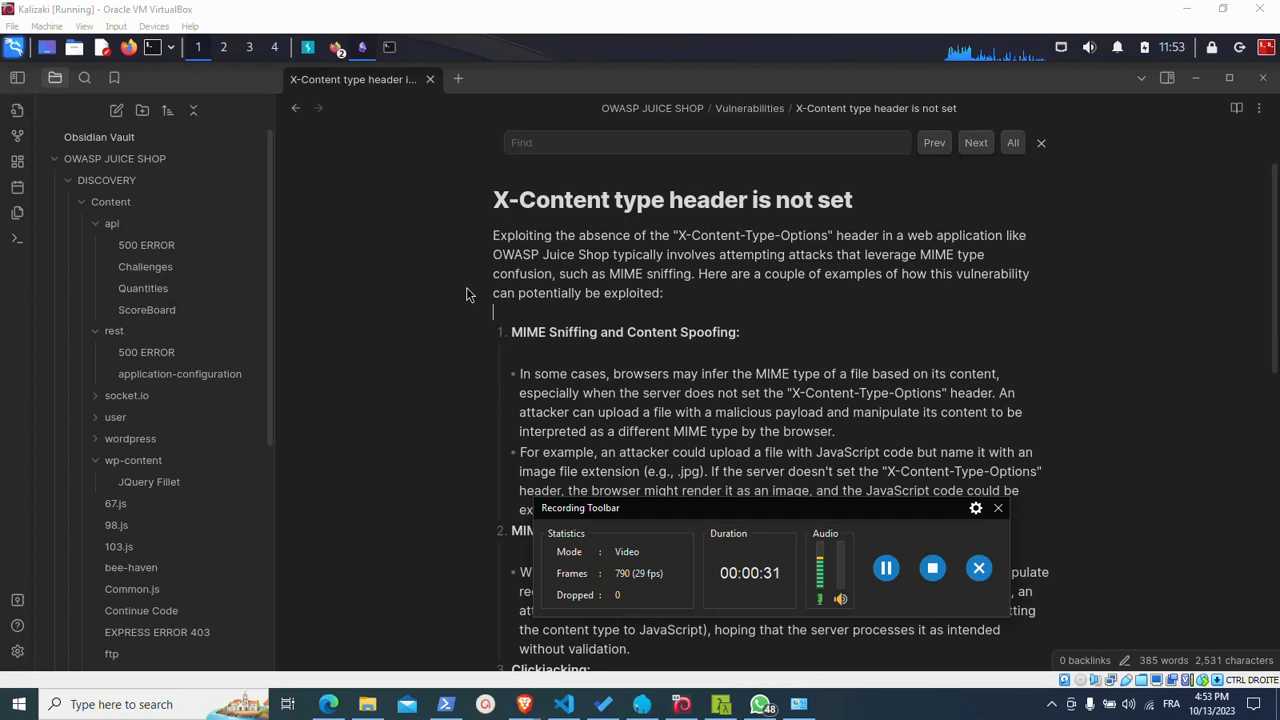 Kalizaki [Running] - Oracle VM VirtualBox
File Machine View Input Devices Help
1 2 3 4 2 11:53
X-Content type header i...
OWASP JUICE SHOP / Vulnerabilities / X-Content type header is not set
Find Prev Next All
Obsidian Vault
OWASP JUICE SHOP
DISCOVERY
Content
api
500 ERROR
Challenges
Quantities
ScoreBoard
rest
500 ERROR
application-configuration
socket.io
user
wordpress
wp-content
JQuery Fillet
67.js
98.js
103.js
bee-haven
Common.js
Continue Code
EXPRESS ERROR 403
ftp
X-Content type header is not set
Exploiting the absence of the "X-Content-Type-Options" header in a web application like
OWASP Juice Shop typically involves attempting attacks that leverage MIME type
confusion, such as MIME sniffing. Here are a couple of examples of how this vulnerability
can potentially be exploited:
1. MIME Sniffing and Content Spoofing:
In some cases, browsers may infer the MIME type of a file based on its content,
especially when the server does not set the "X-Content-Type-Options" header. An
attacker can upload a file with a malicious payload and manipulate its content to be
interpreted as a different MIME type by the browser.
For example, an attacker could upload a file with JavaScript code but name it with an
image file extension (e.g., .jpg). If the server doesn't set the "X-Content-Type-Options"
header, the browser might render it as an image, and the JavaScript code could be
2. MIM
the content type to JavaScript), hoping that the server processes it as intended
without validation.
3. Clickjacking:
Recording Toolbar
Statistics
Mode : Video
Frames : 790 (29 fps)
Dropped : 0
Duration
00:00:31
Audio
0 backlinks 385 words 2,531 characters
CTRL DROITE
Type here to search
48
FRA
4:53 PM
10/13/2023